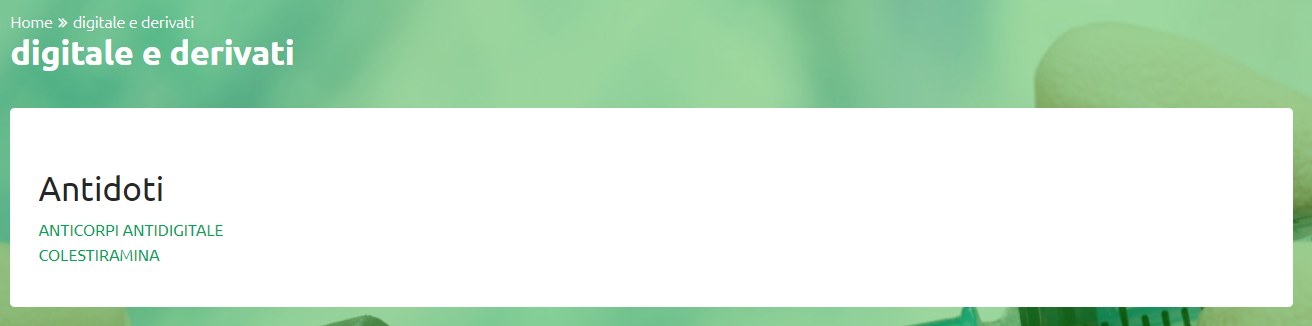 Home » digitale e derivati
digitale e derivati
Antidoti
ANTICORPI ANTIDIGITALE
COLESTIRAMINA